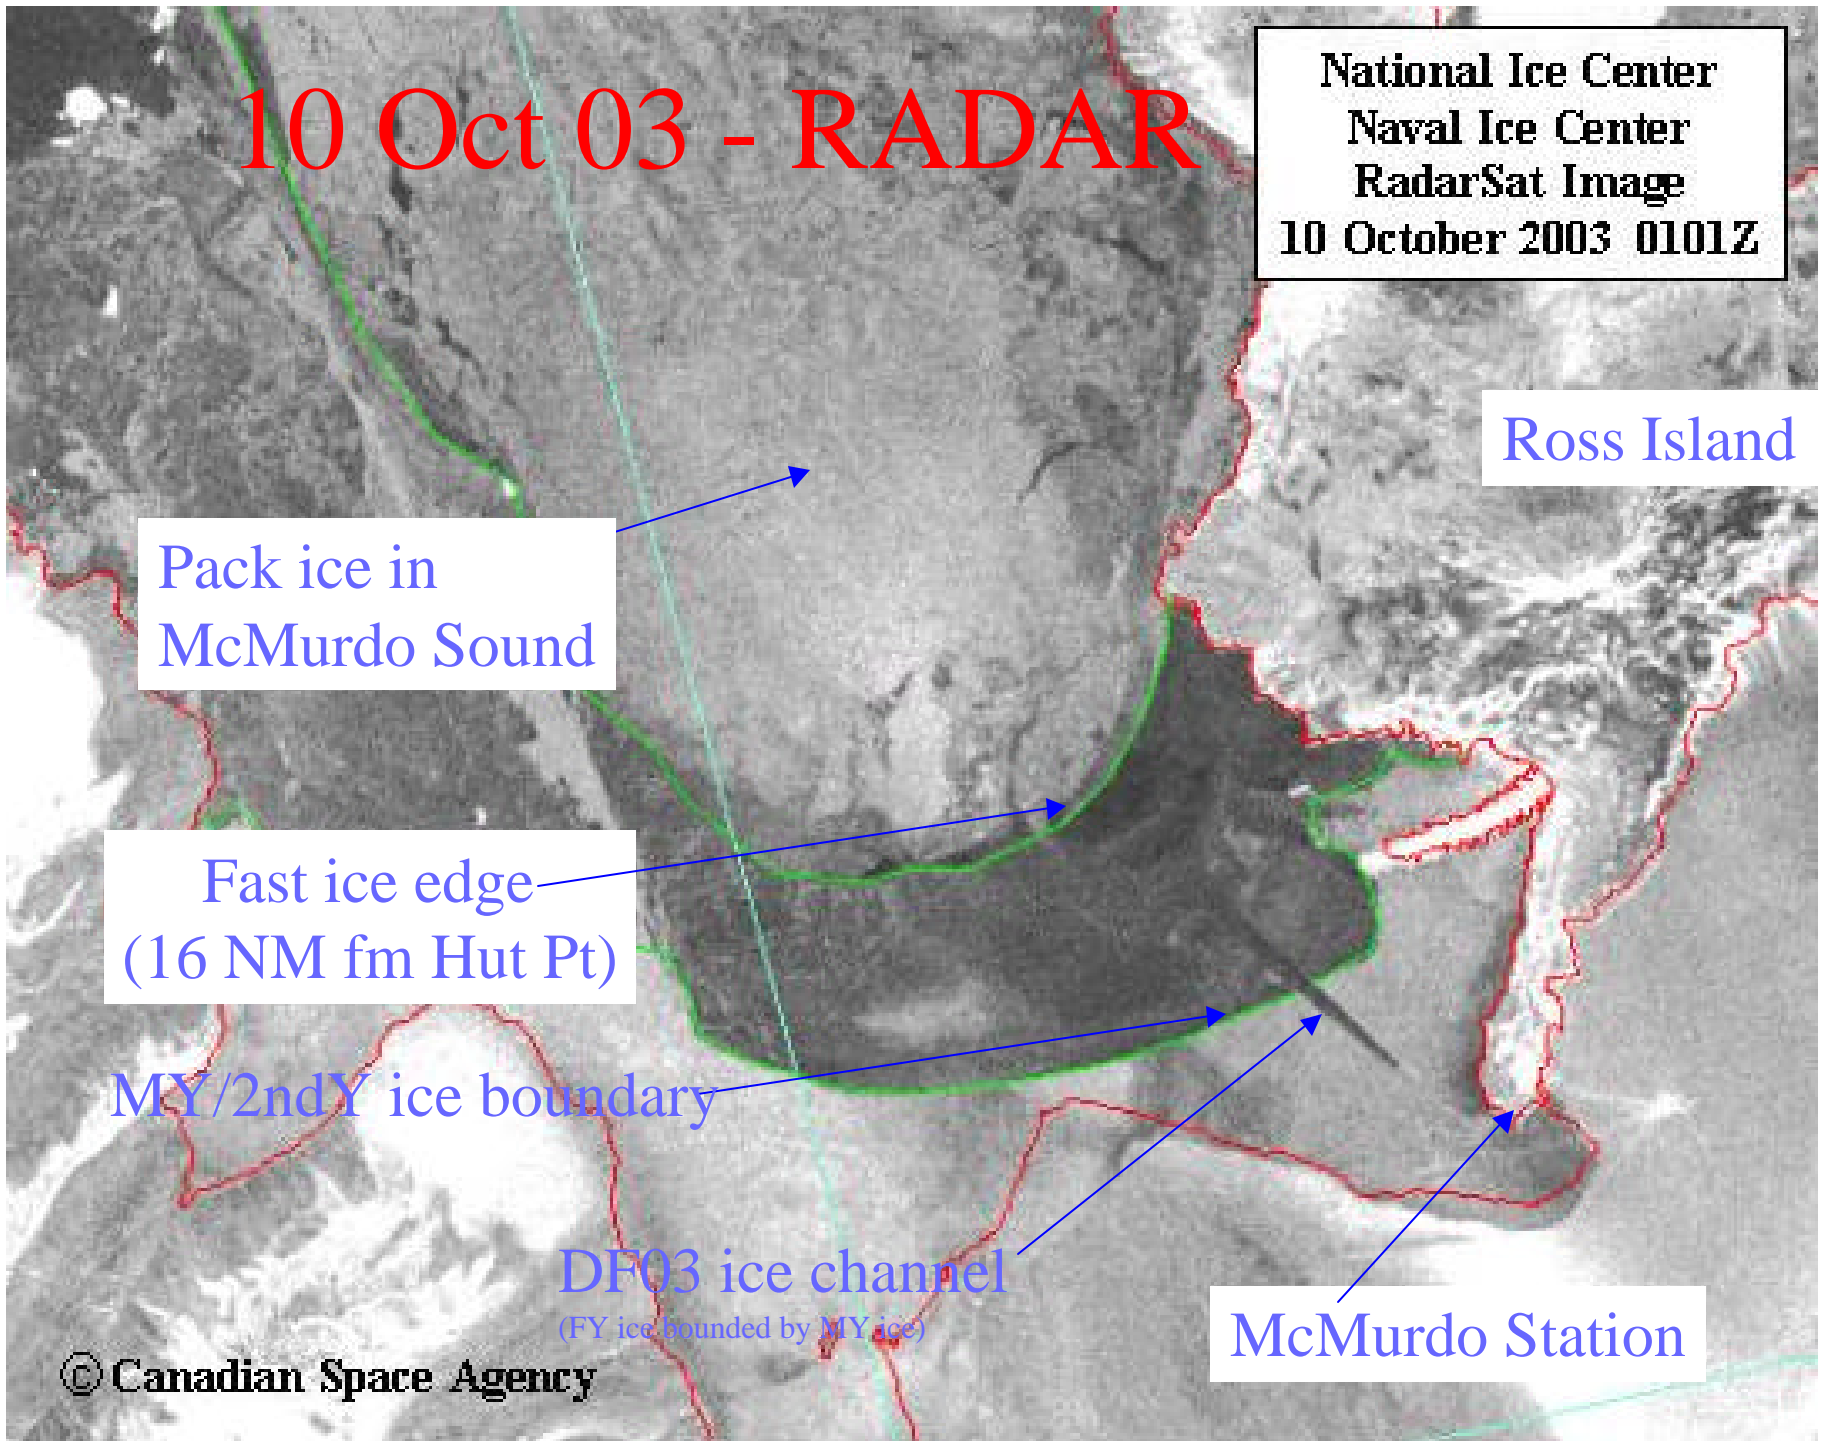 10 Oct 03 - RADAR
National Ice Center
Naval Ice Center
RadarSat Image
10 October 2003 0101Z
Ross Island
Pack ice in
McMurdo Sound
Fast ice edge
(16 NM fm Hut Pt)
MY/2ndY ice boundary
DF03 ice channel
(FY ice bounded by MY ice)
McMurdo Station
©Canadian Space Agency